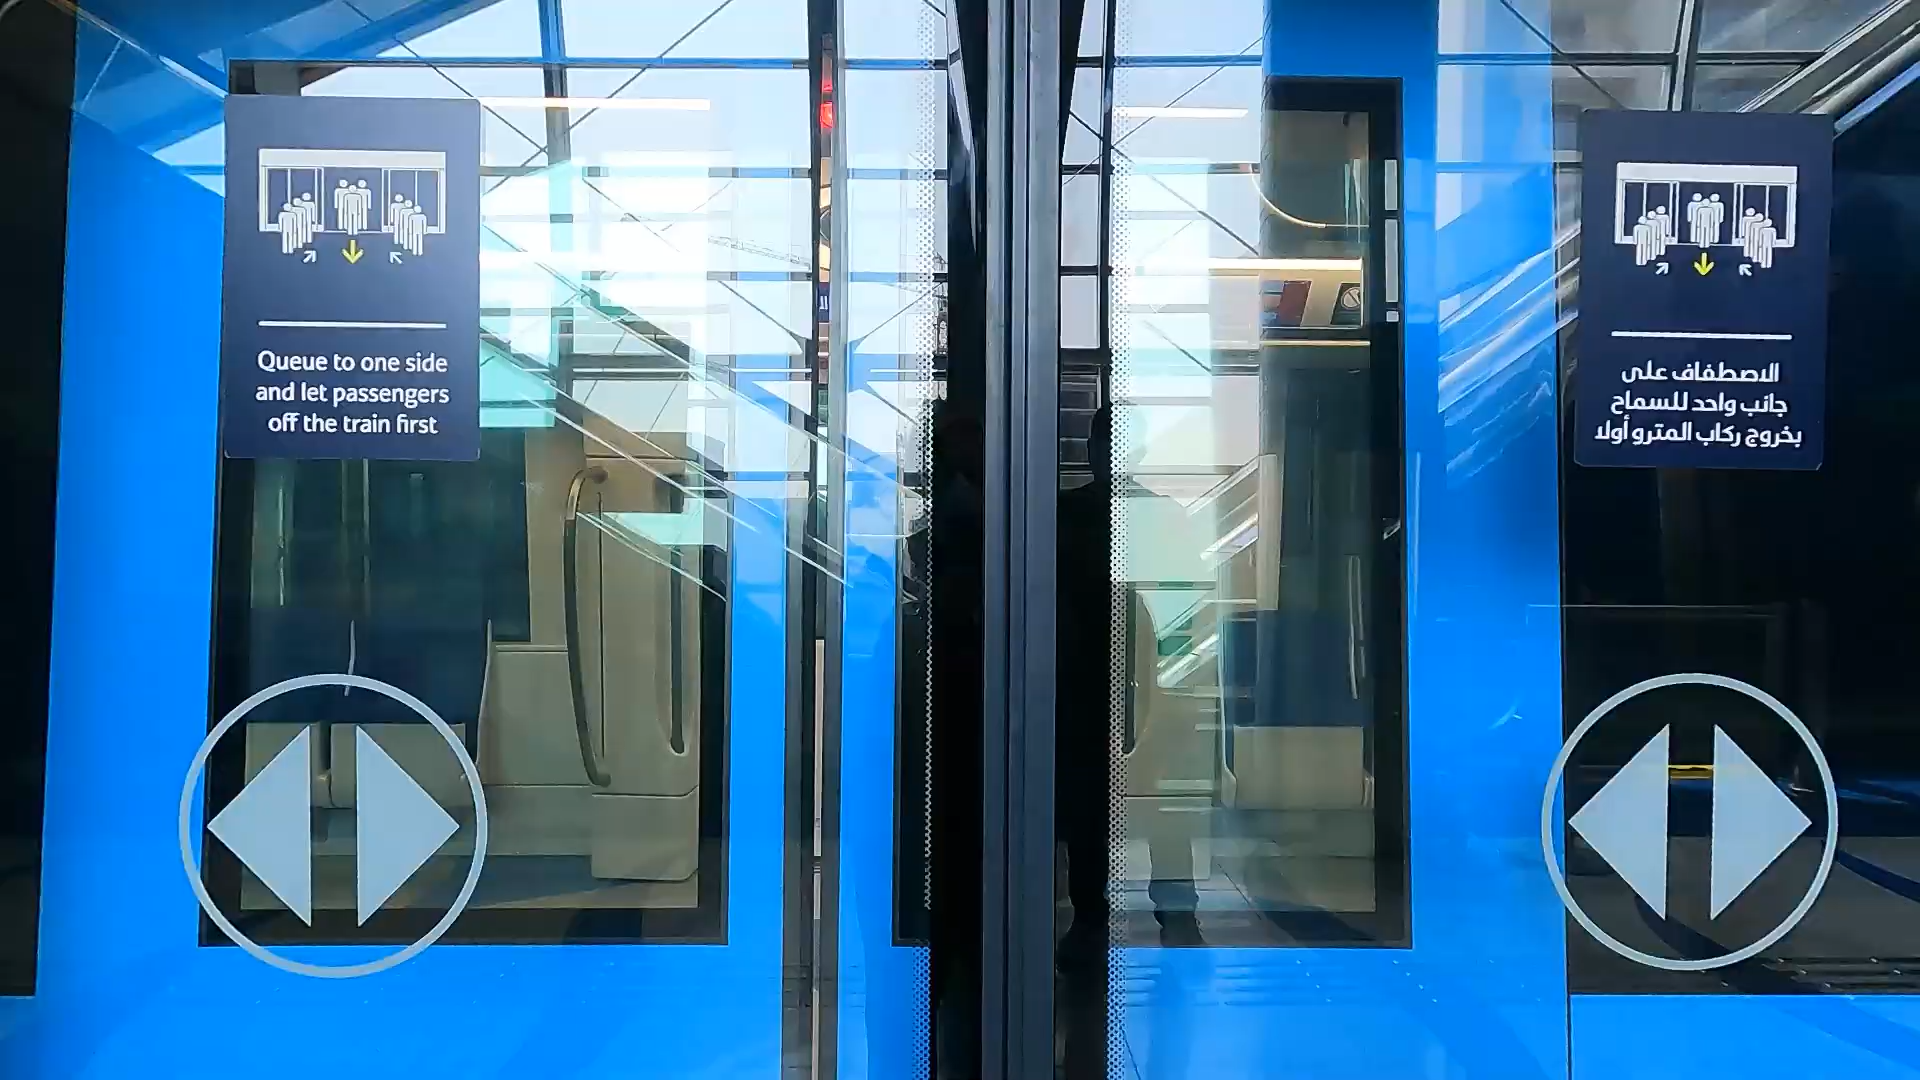 Queue to one side
and let passengers
off the train first
الاصطفاف على
جانب واحد للسماح
بخروج ركاب المترو أولا